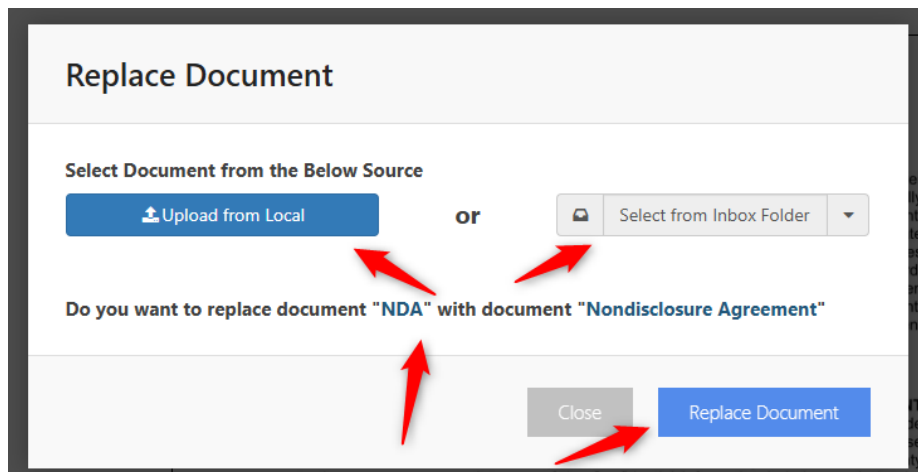 Replace Document
Select Document from the Below Source
Upload from Local or Select from Inbox Folder
Do you want to replace document "NDA" with document "Nondisclosure Agreement"
Close Replace Document